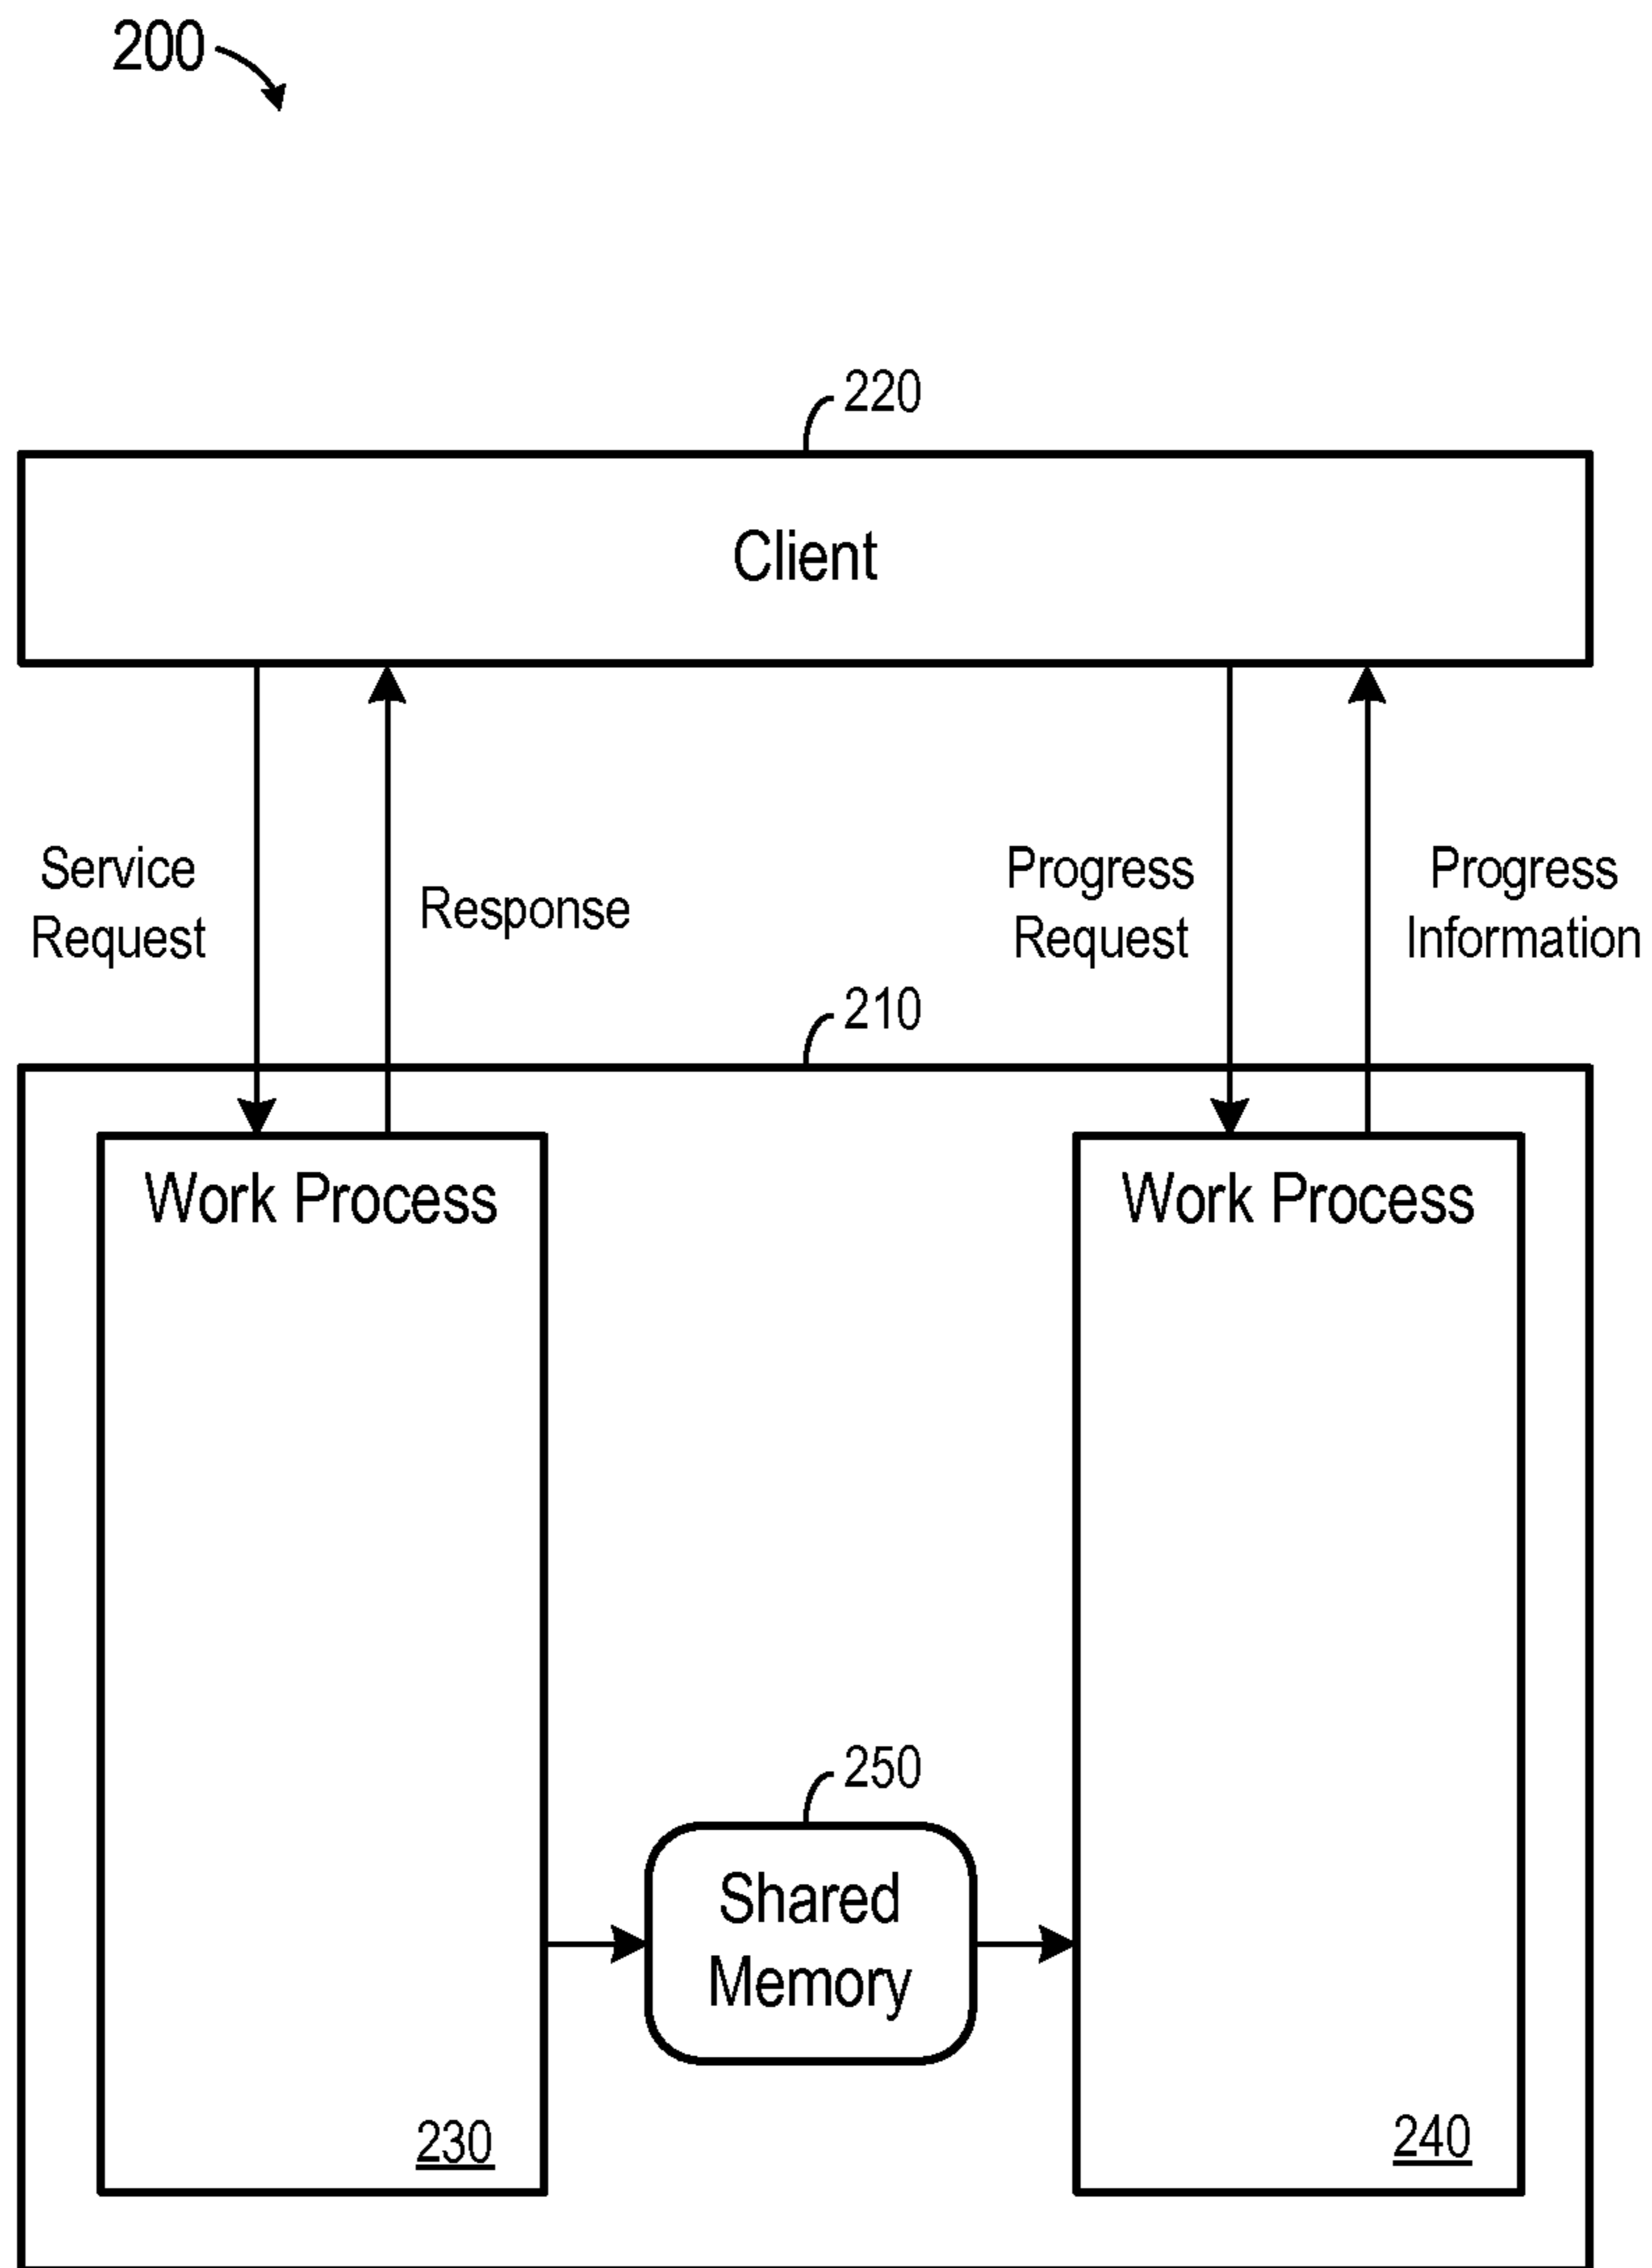 200
220
Client
Service
Request
Response
Progress
Request
Progress
Information
210
Work Process
Work Process
250
Shared
Memory
230
240